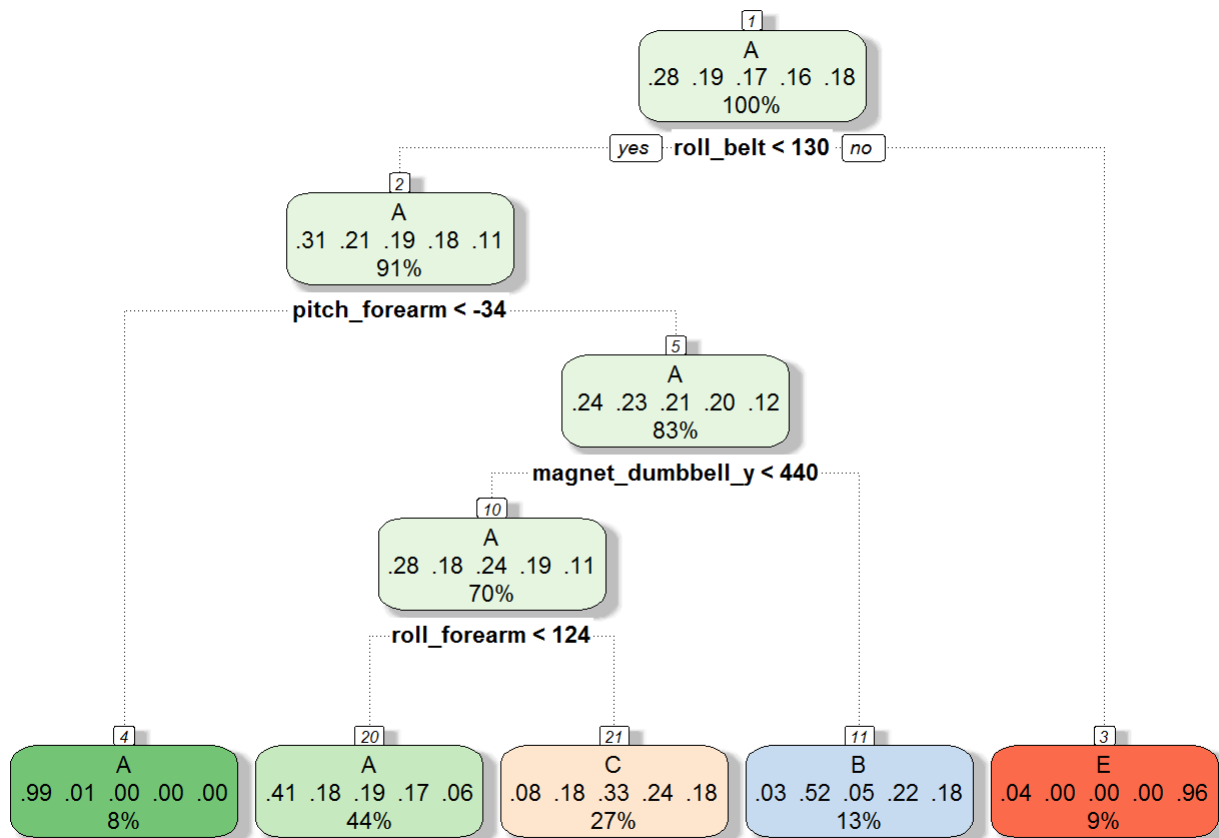 1
A
.28 .19 .17 .16 .18
100%
yes roll_belt < 130 no
2
A
.31 .21 .19 .18 .11
91%
pitch_forearm < -34
5
A
.24 .23 .21 .20 .12
83%
magnet_dumbbell_y < 440
10
A
.28 .18 .24 .19 .11
70%
roll_forearm < 124
4
A
.99 .01 .00 .00 .00
8%
20
A
.41 .18 .19 .17 .06
44%
21
C
.08 .18 .33 .24 .18
27%
11
B
.03 .52 .05 .22 .18
13%
3
E
.04 .00 .00 .00 .96
9%